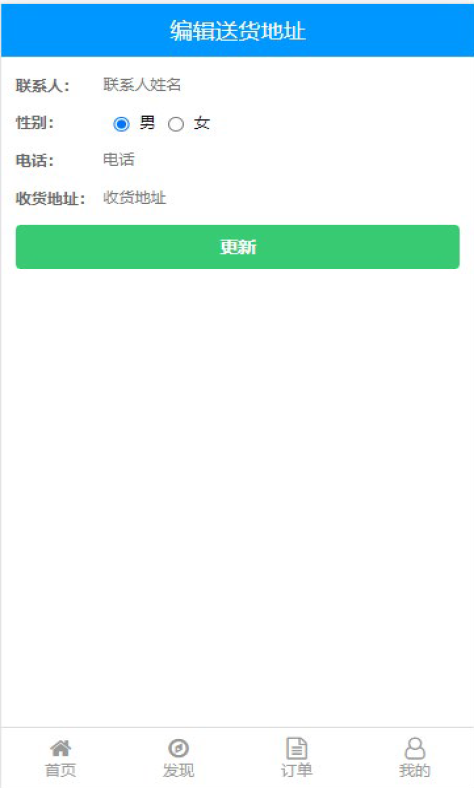 编辑送货地址
联系人： 联系人姓名
性别： 男 女
电话： 电话
收货地址： 收货地址
更新
首页 发现 订单 我的